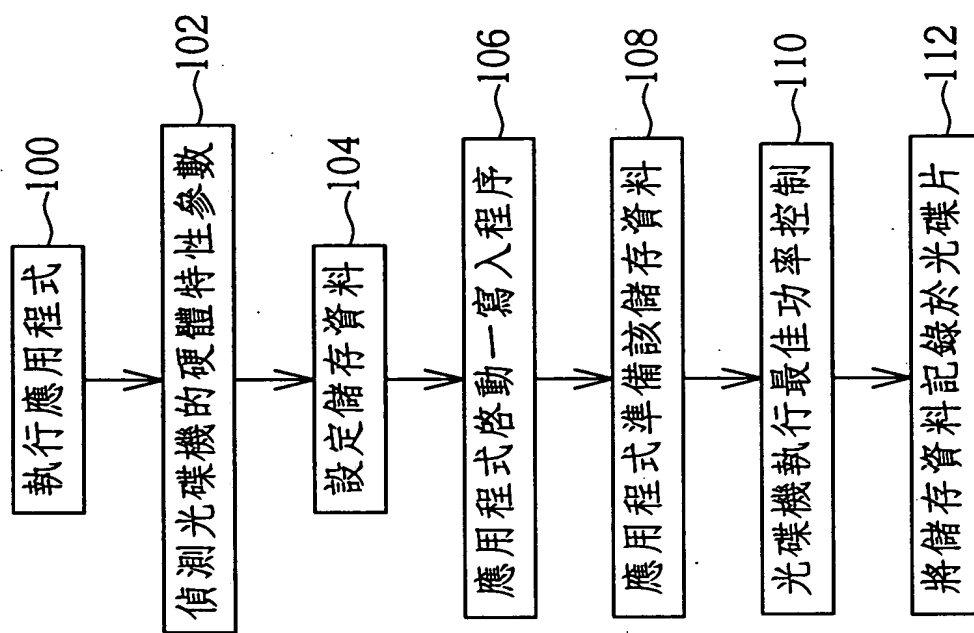 執行應用程式
100
偵測光碟機的硬體特性參數
102
設定儲存資料
104
應用程式啓動一寫入程序
106
應用程式準備該儲存資料
108
光碟機執行最佳功率控制
110
將儲存資料記錄於光碟片
112